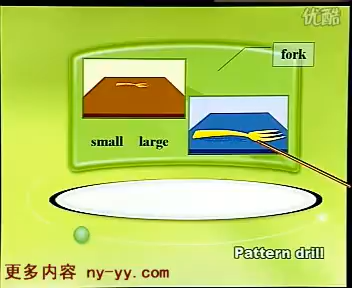 优酷
fork
small large
Pattern drill
更多内容 ny-yy.com